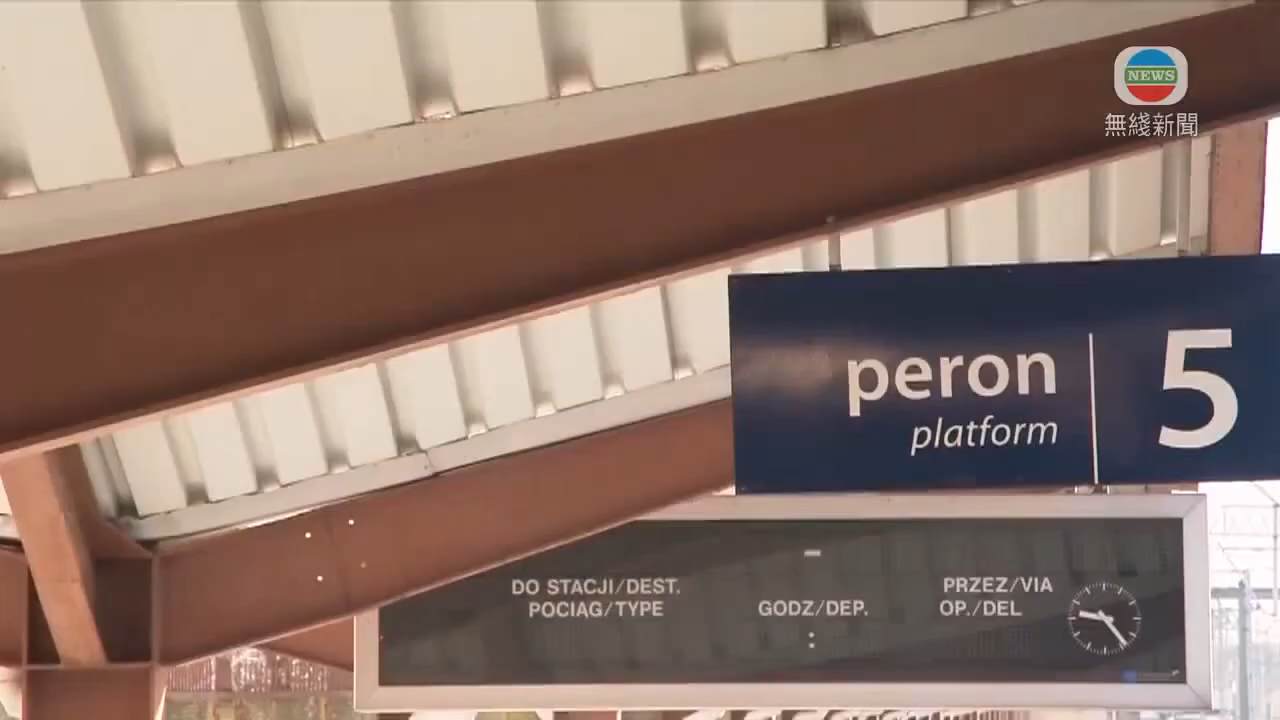 NEWS
無綫新聞
peron
platform
5
DO STACJI/DEST.
POCIĄG/TYPE
GODZ/DEP.
:
PRZEZ/VIA
OP./DEL